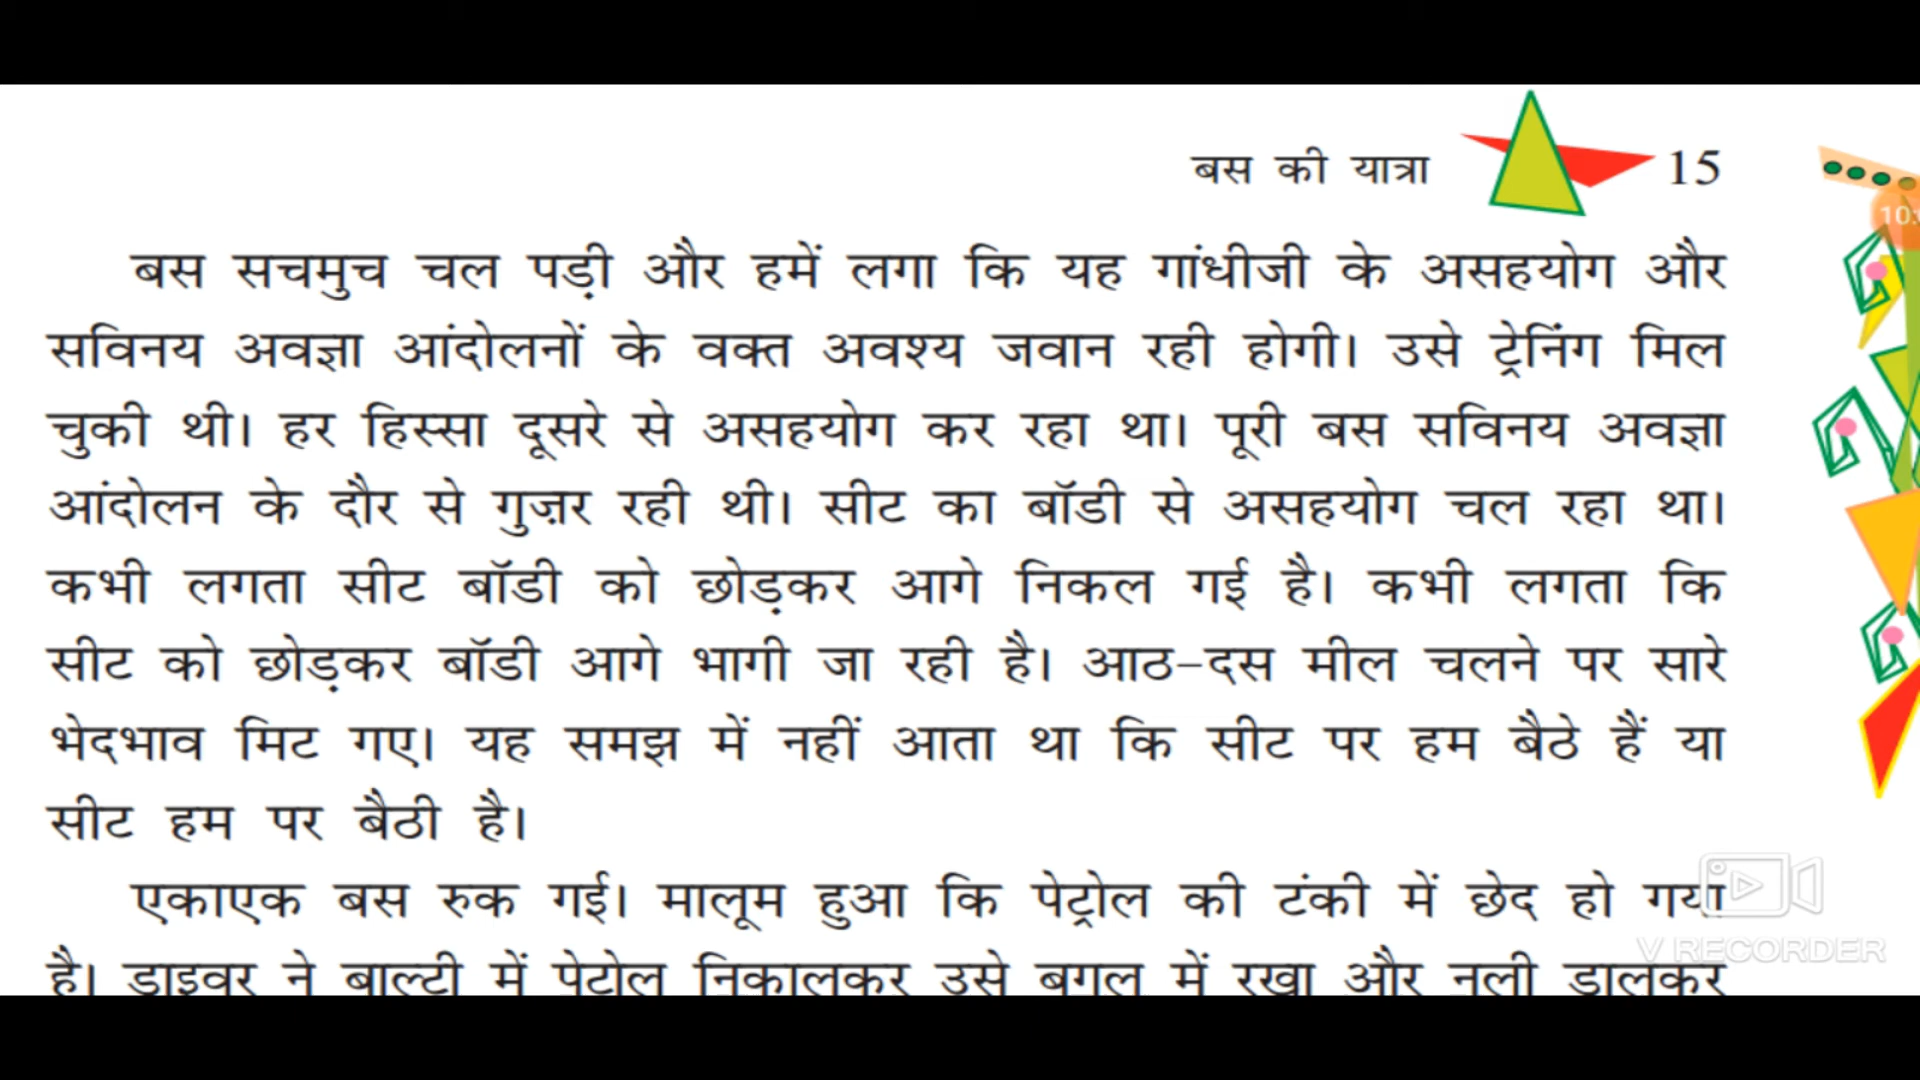 बस की यात्रा 15
बस सचमुच चल पड़ी और हमें लगा कि यह गांधीजी के असहयोग और
सविनय अवज्ञा आंदोलनों के वक्त अवश्य जवान रही होगी। उसे ट्रेनिंग मिल
चुकी थी। हर हिस्सा दूसरे से असहयोग कर रहा था। पूरी बस सविनय अवज्ञा
आंदोलन के दौर से गुज़र रही थी। सीट का बॉडी से असहयोग चल रहा था।
कभी लगता सीट बॉडी को छोड़कर आगे निकल गई है। कभी लगता कि
सीट को छोड़कर बॉडी आगे भागी जा रही है। आठ-दस मील चलने पर सारे
भेदभाव मिट गए। यह समझ में नहीं आता था कि सीट पर हम बैठे हैं या
सीट हम पर बैठी है।
एकाएक बस रुक गई। मालूम हुआ कि पेट्रोल की टंकी में छेद हो गया
है। ड्राइवर ने बाल्टी में पेट्रोल निकालकर उसे बगल में रखा और नली डालकर
V RECORDER